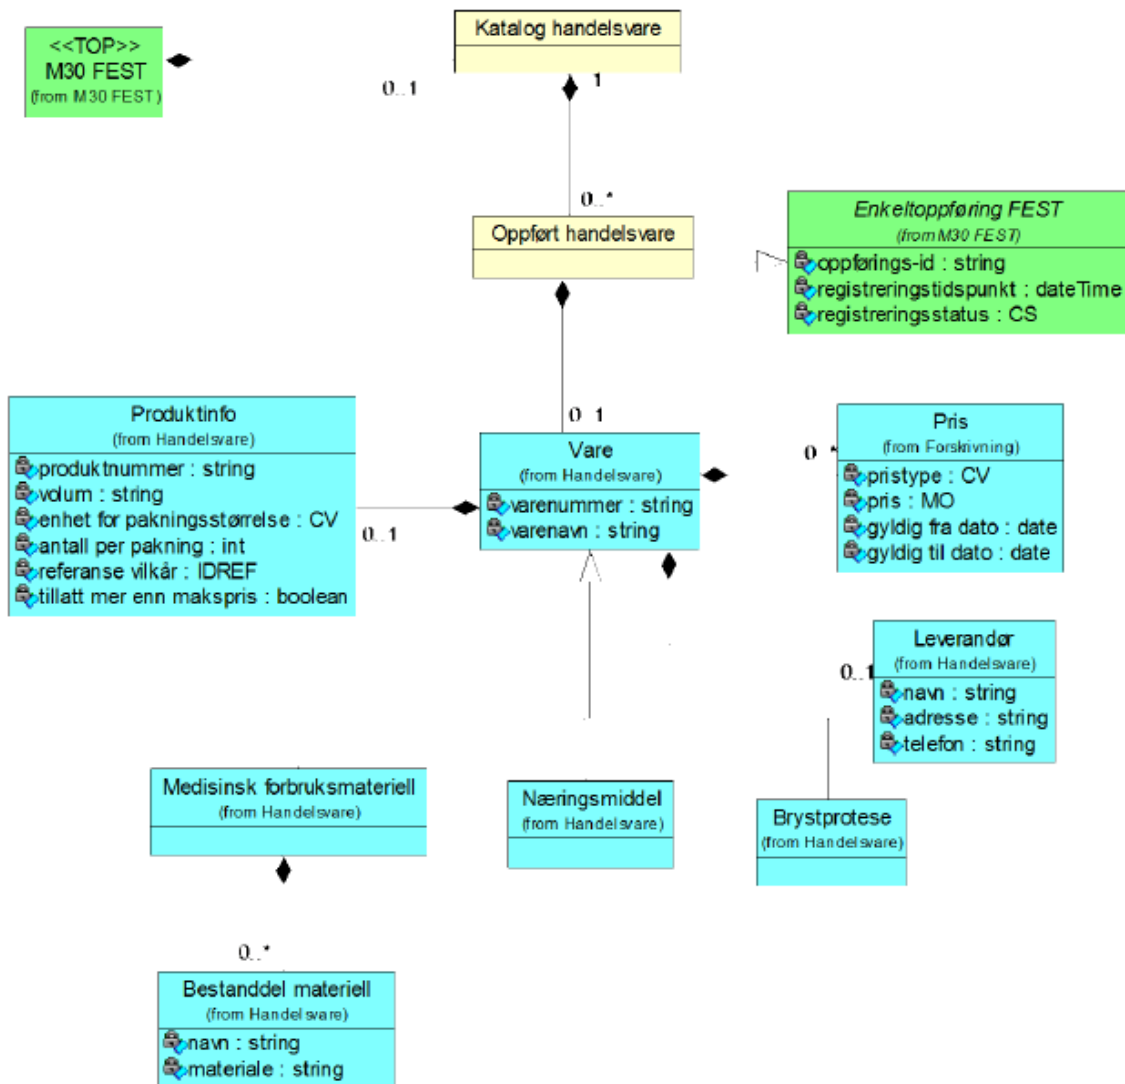 Katalog handelsvare
<<TOP>>
M30 FEST
(from M30 FEST)
0..1
1
0..*
Oppført handelsvare
Enkeltoppføring FEST
(from M30 FEST)
oppførings-id : string
registreringstidspunkt : dateTime
registreringsstatus : CS
0 1
Produktinfo
(from Handelsvare)
produktnummer : string
volum : string
enhet for pakningsstørrelse : CV
antall per pakning : int
referanse vilkår : IDREF
tillatt mer enn makspris : boolean
0..1
Vare
(from Handelsvare)
varenummer : string
varenavn : string
0 *
Pris
(from Forskrivning)
pristype : CV
pris : MO
gyldig fra dato : date
gyldig til dato : date
0..1
Leverandør
(from Handelsvare)
navn : string
adresse : string
telefon : string
Medisinsk forbruksmateriell
(from Handelsvare)
Næringsmiddel
(from Handelsvare)
Brystprotese
(from Handelsvare)
0..*
Bestanddel materiell
(from Handelsvare)
navn : string
materiale : string